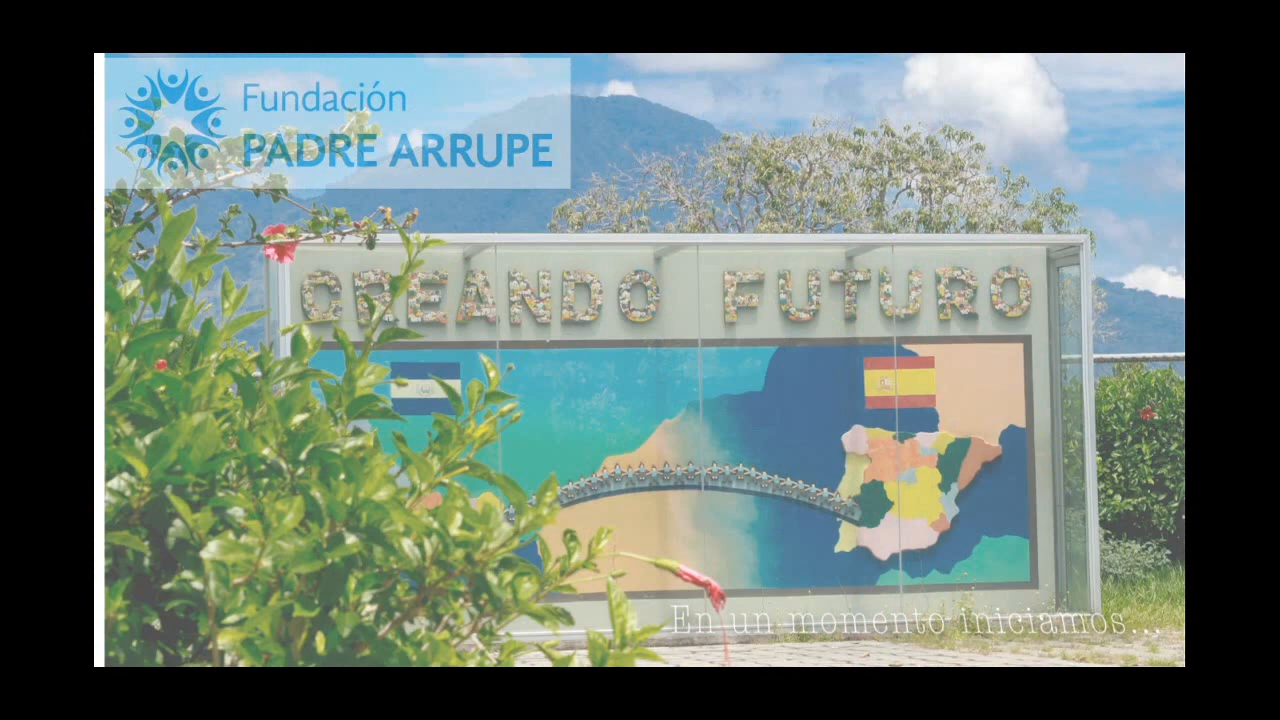 Fundación
PADRE ARRUPE
CREANDO FUTURO
En un momento iniciamos...